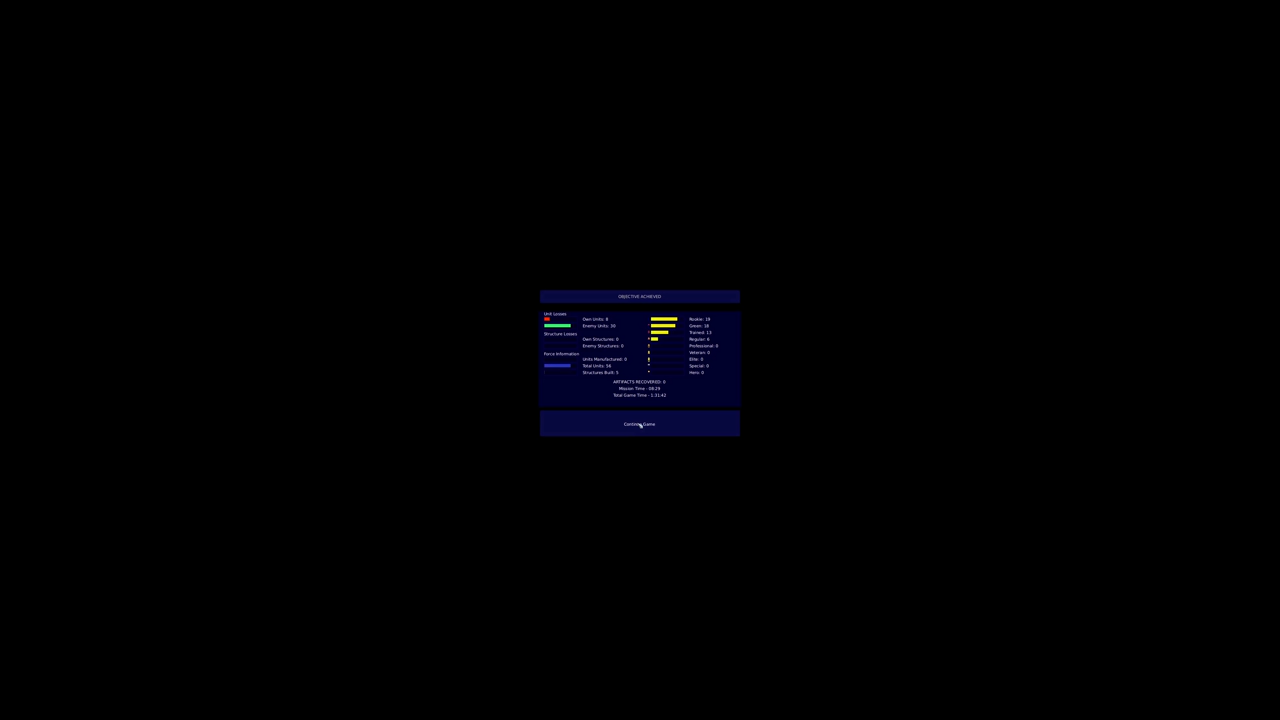 OBJECTIVE ACHIEVED
Unit Losses
Own Units: 8
Enemy Units: 30
Structure Losses
Own Structures: 0
Enemy Structures: 0
Force Information
Units Manufactured: 0
Total Units: 56
Structures Built: 5
Rookie: 19
Green: 18
Trained: 13
Regular: 6
Professional: 0
Veteran: 0
Elite: 0
Special: 0
Hero: 0
ARTIFACTS RECOVERED: 0
Mission Time - 08:29
Total Game Time - 1:31:42
Continue Game